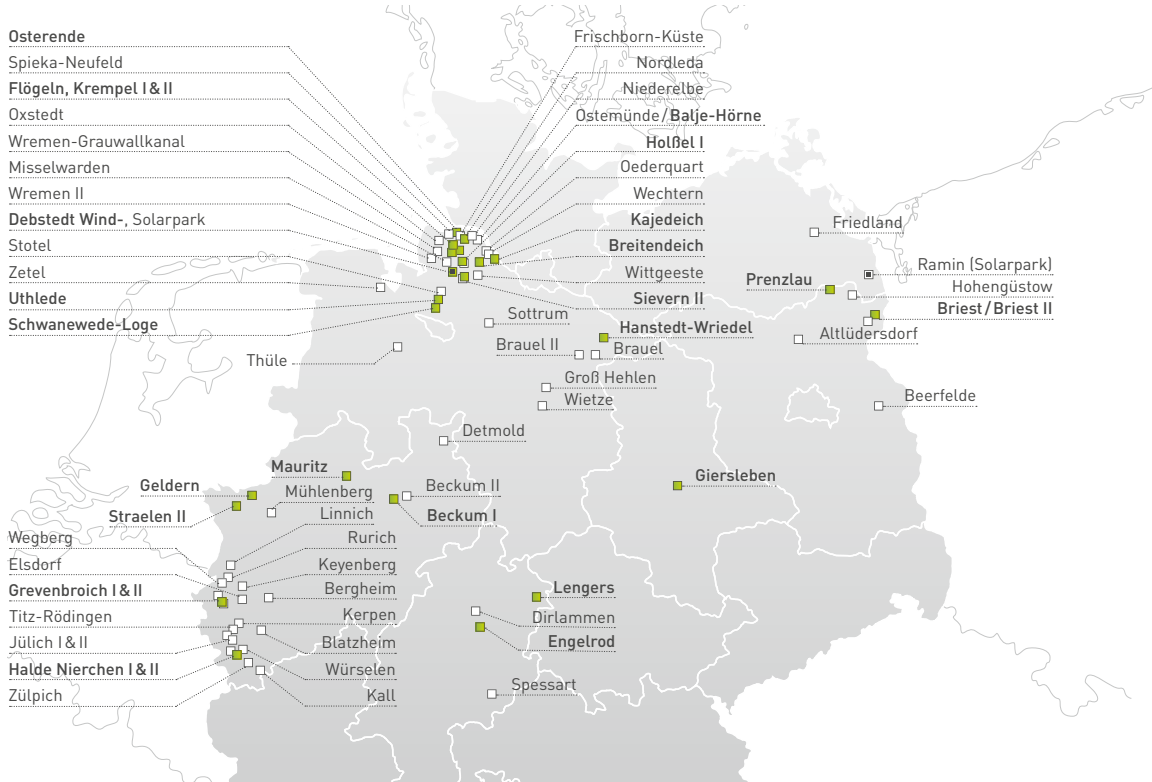 Osterende
Spieka-Neufeld
Flögeln, Krempel I & II
Oxstedt
Wremen-Grauwallkanal
Misselwarden
Wremen II
Debstedt Wind-, Solarpark
Stotel
Zetel
Uthlede
Schwanewede-Loge
Thüle
Frischborn-Küste
Nordleda
Niederelbe
Ostemünde / Balje-Hörne
Holßel I
Oederquart
Wechtern
Kajedeich
Breitendeich
Wittgeeste
Sievern II
Sottrum
Hanstedt-Wriedel
Brauel II
Brauel
Groß Hehlen
Wietze
Detmold
Friedland
Ramin (Solarpark)
Prenzlau
Hohengüstow
Briest / Briest II
Altlüdersdorf
Beerfelde
Giersleben
Mauritz
Geldern
Mühlenberg
Straelen II
Beckum II
Beckum I
Linnich
Wegberg
Rurich
Elsdorf
Keyenberg
Grevenbroich I & II
Bergheim
Titz-Rödingen
Kerpen
Jülich I & II
Blatzheim
Halde Nierchen I & II
Würselen
Zülpich
Kall
Lengers
Dirlammen
Engelrod
Spessart